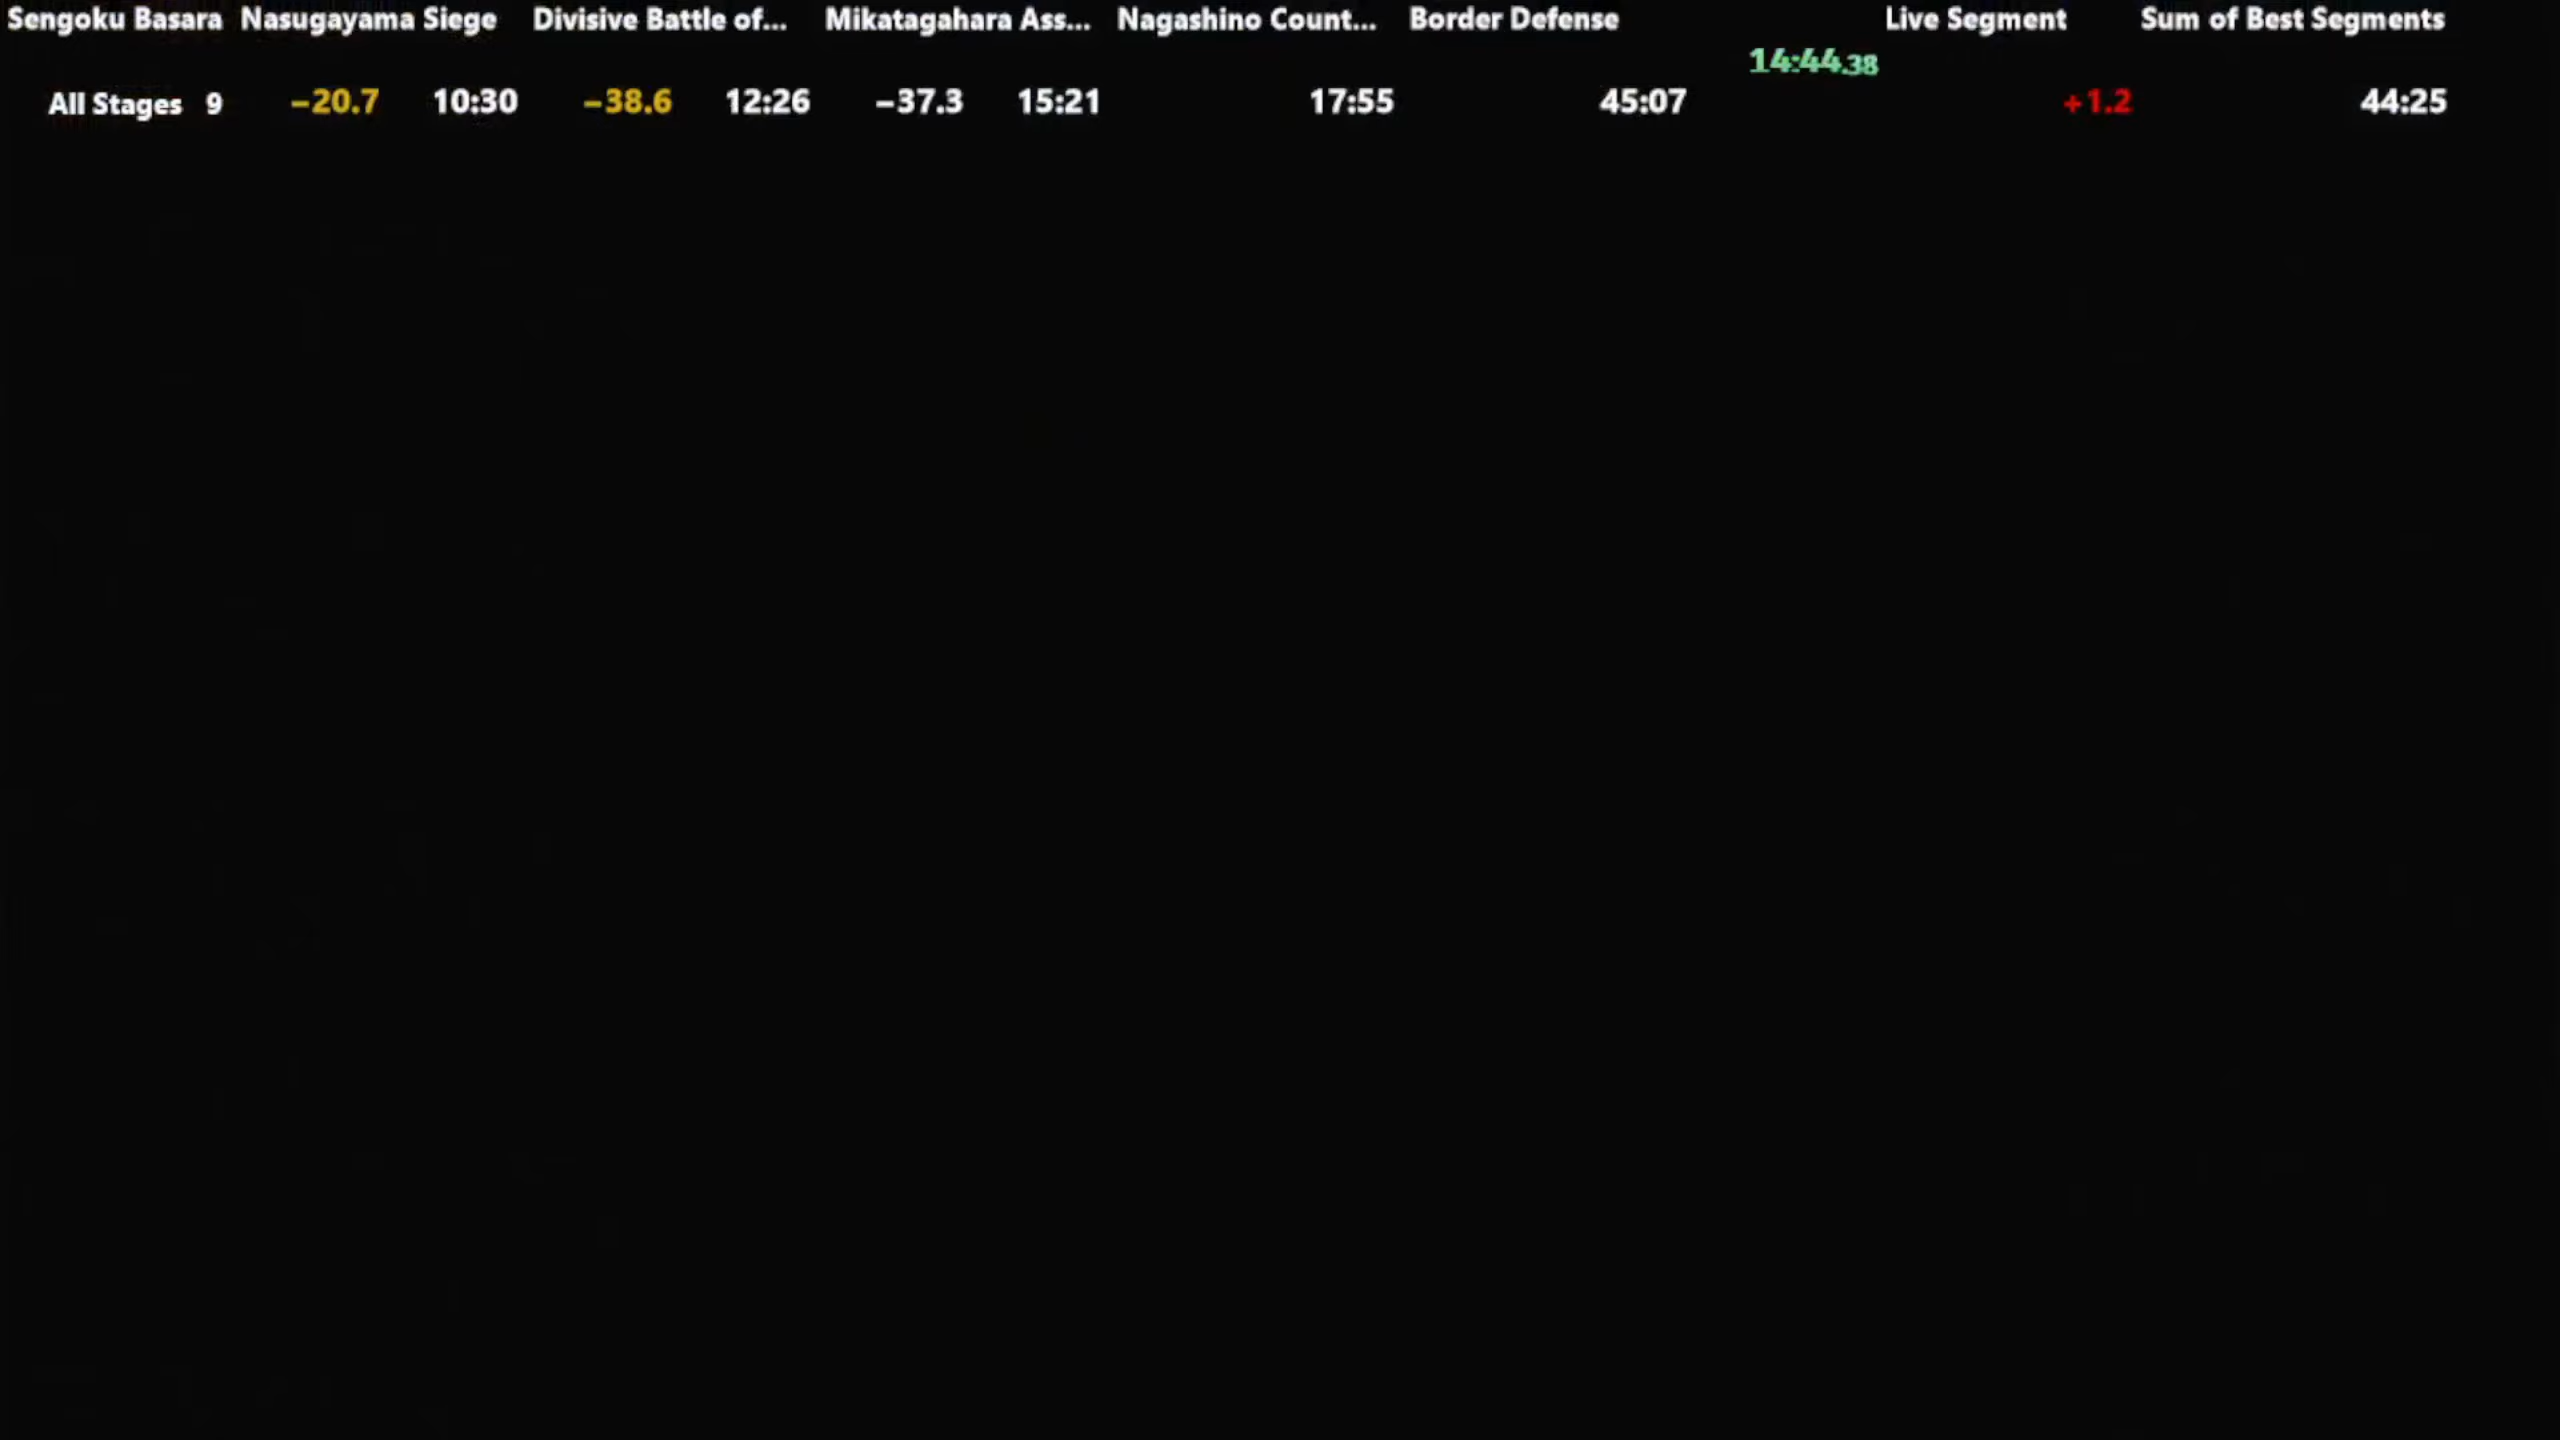 Sengoku Basara Nasugayama Siege Divisive Battle of... Mikatagahara Ass... Nagashino Count... Border Defense Live Segment Sum of Best Segments
14:44.38
All Stages 9 −20.7 10:30 −38.6 12:26 −37.3 15:21 17:55 45:07 +1.2 44:25